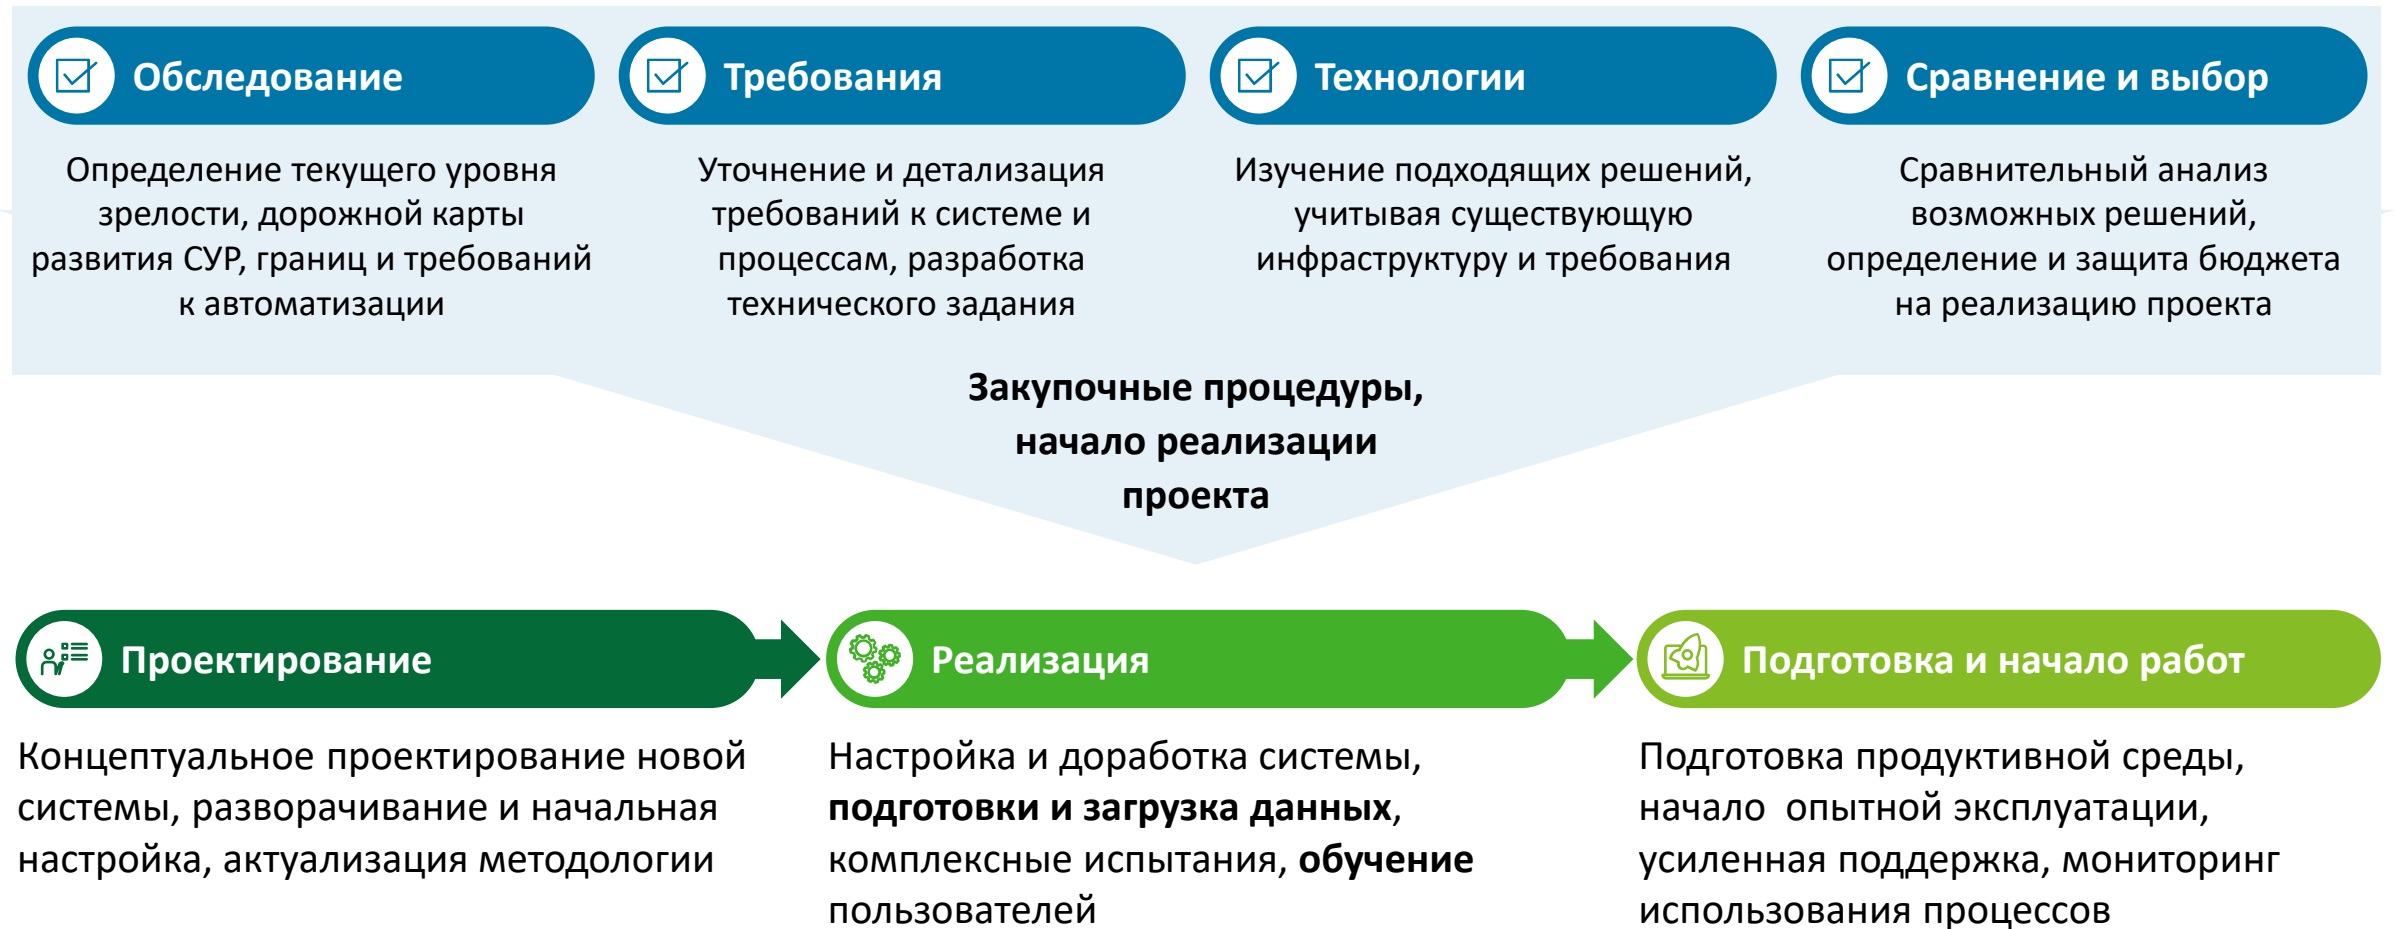 Обследование
Определение текущего уровня
зрелости, дорожной карты
развития СУР, границ и требований
к автоматизации
Требования
Уточнение и детализация
требований к системе и
процессам, разработка
технического задания
Технологии
Изучение подходящих решений,
учитывая существующую
инфраструктуру и требования
Сравнение и выбор
Сравнительный анализ
возможных решений,
определение и защита бюджета
на реализацию проекта
Закупочные процедуры,
начало реализации
проекта
Проектирование
Концептуальное проектирование новой
системы, разворачивание и начальная
настройка, актуализация методологии
Реализация
Настройка и доработка системы,
подготовки и загрузка данных,
комплексные испытания, обучение
пользователей
Подготовка и начало работ
Подготовка продуктивной среды,
начало  опытной эксплуатации,
усиленная поддержка, мониторинг
использования процессов